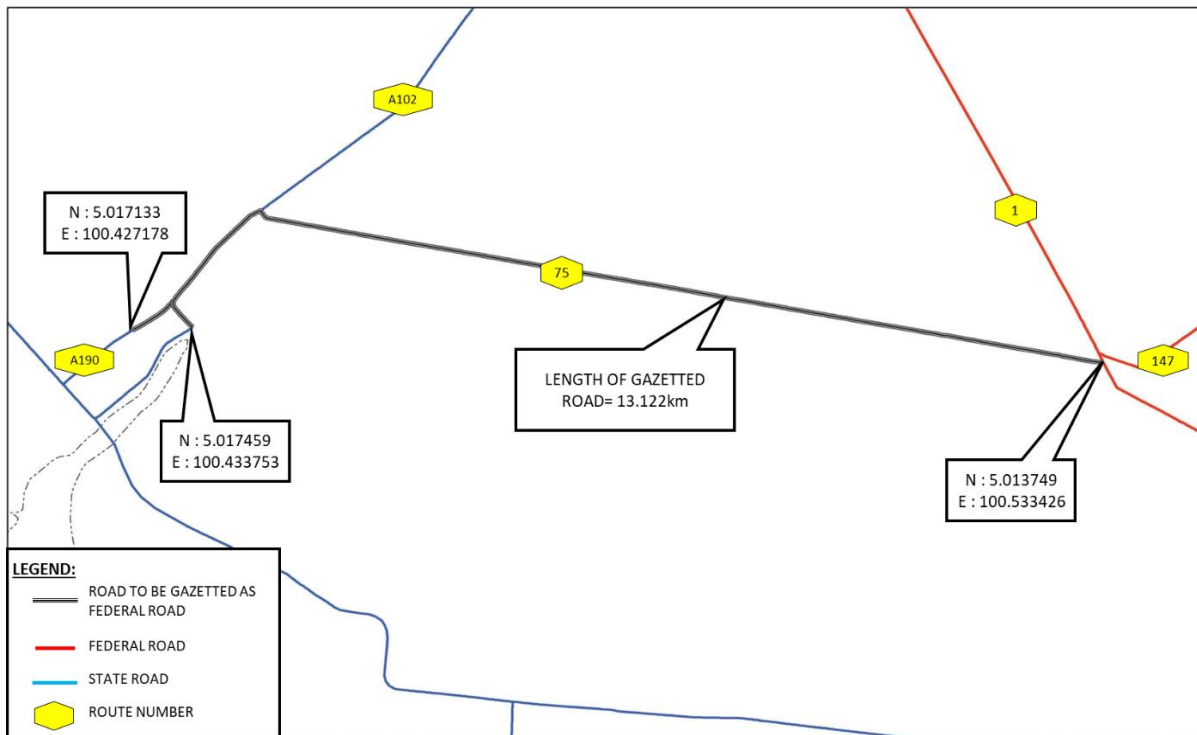 A102
N : 5.017133
E : 100.427178
1
75
A190
LENGTH OF GAZETTED
ROAD= 13.122km
147
N : 5.017459
E : 100.433753
N : 5.013749
E : 100.533426
LEGEND:
ROAD TO BE GAZETTED AS
FEDERAL ROAD
FEDERAL ROAD
STATE ROAD
ROUTE NUMBER